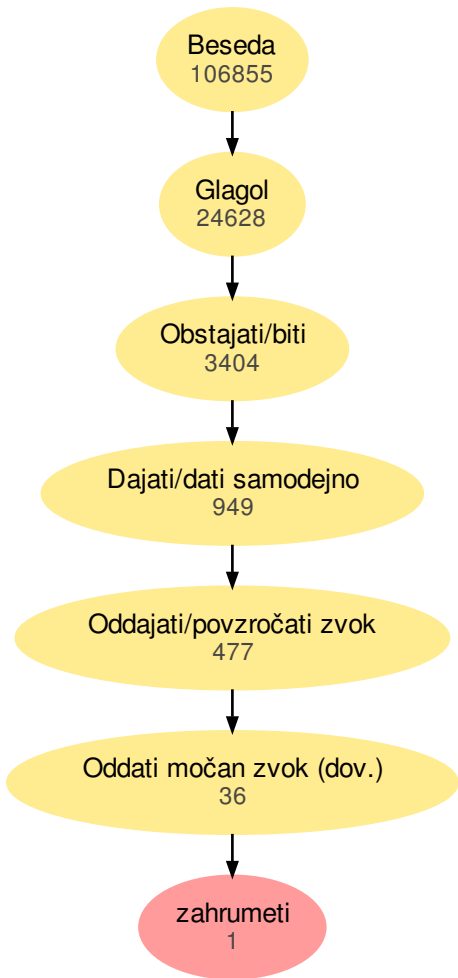 Beseda
106855
Glagol
24628
Obstajati/biti
3404
Dajati/dati samodejno
949
Oddajati/povzročati zvok
477
Oddati močan zvok (dov.)
36
zahrumeti
1